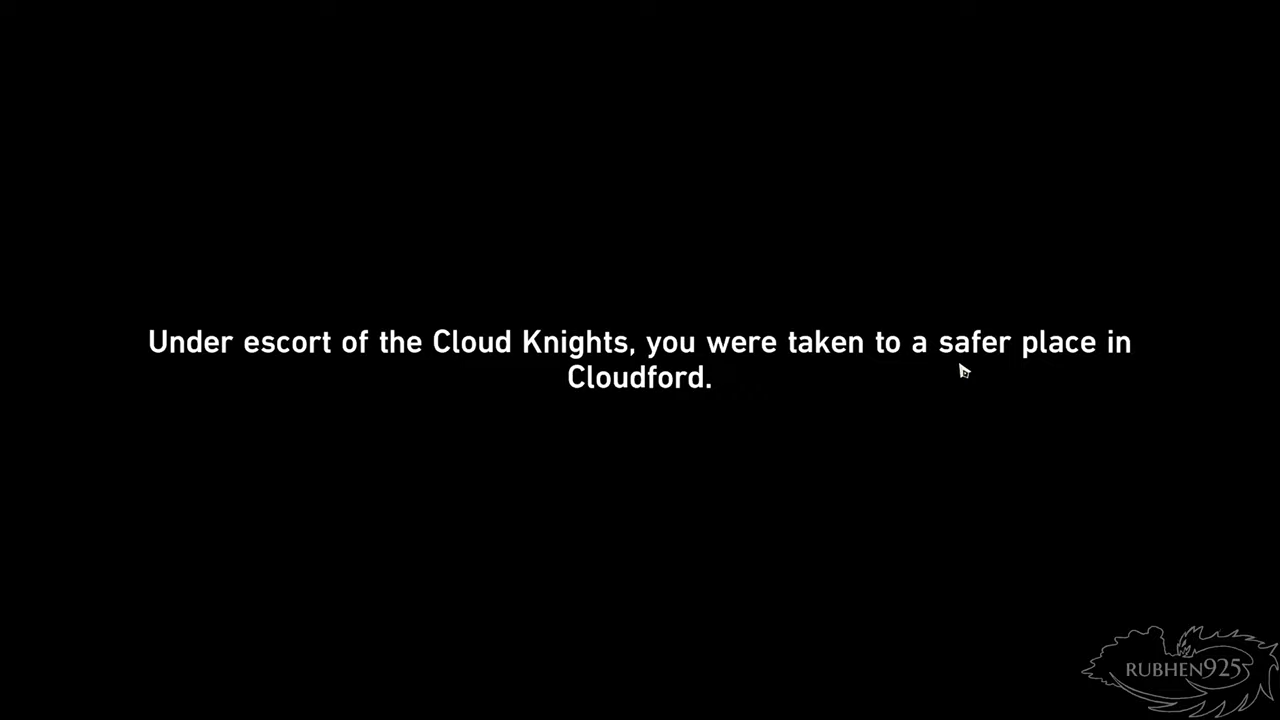 Under escort of the Cloud Knights, you were taken to a safer place in
Cloudford.
RUBHEN925